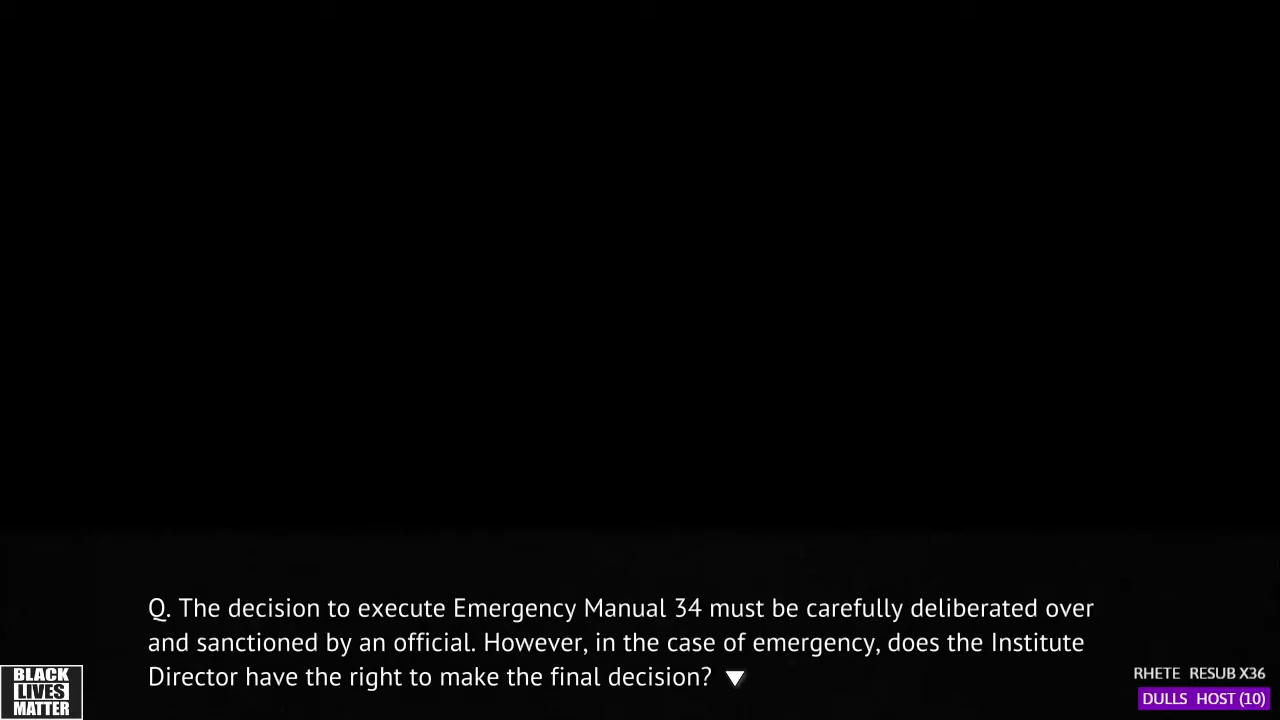 Q. The decision to execute Emergency Manual 34 must be carefully deliberated over
and sanctioned by an official. However, in the case of emergency, does the Institute
Director have the right to make the final decision?
BLACK
LIVES
MATTER
RHETE RESUB X36
DULLS HOST (10)